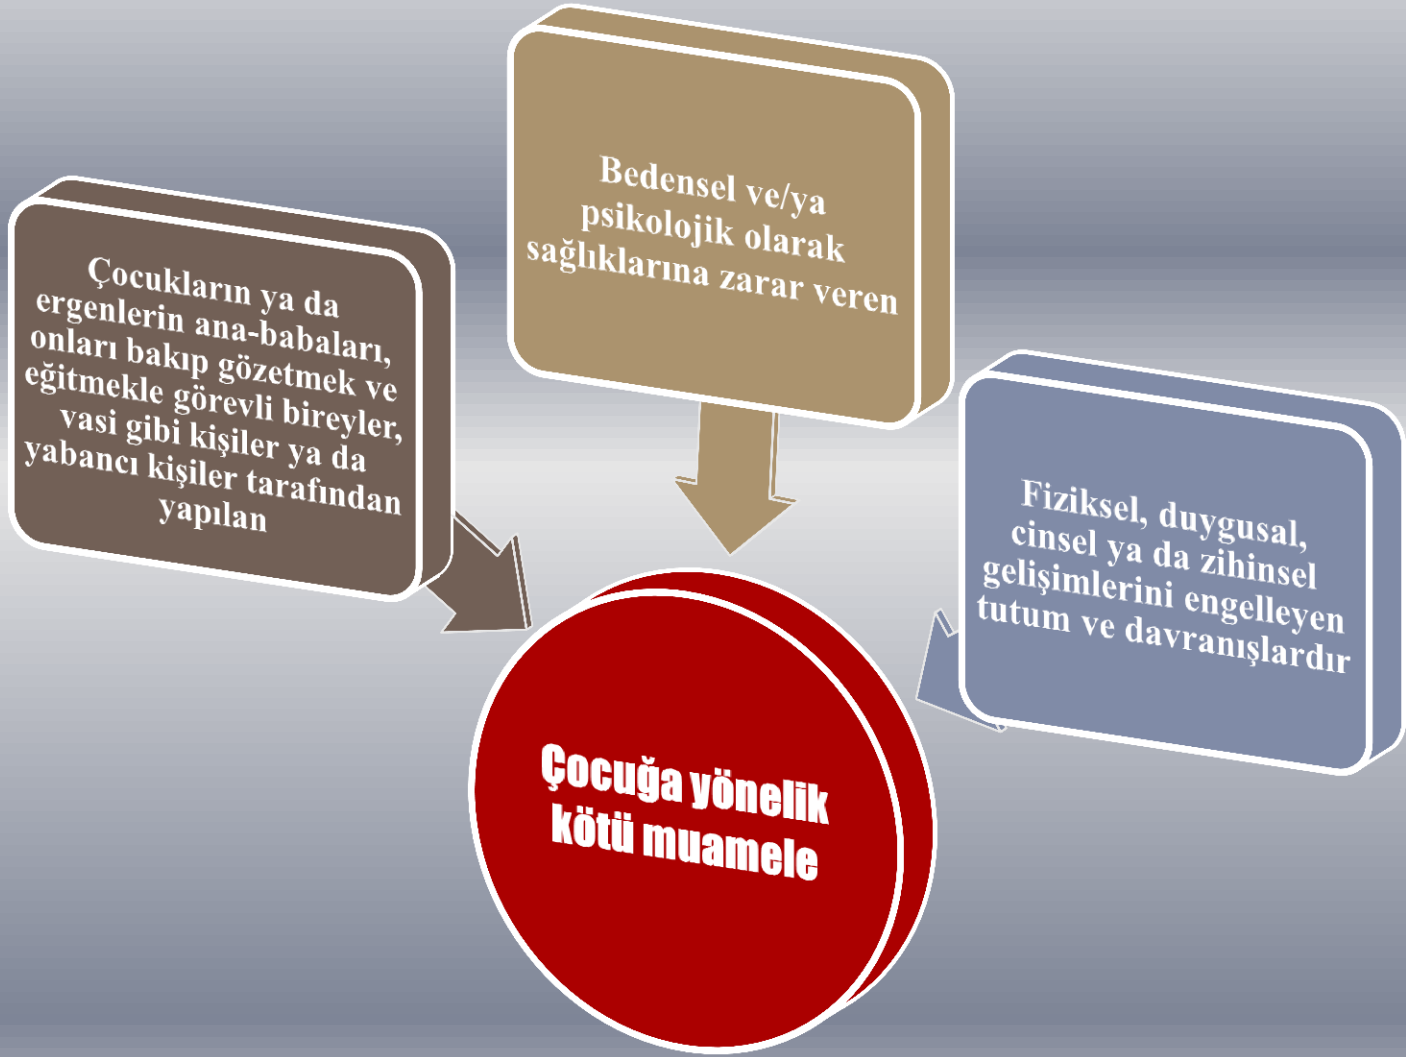 Çocukların ya da
ergenlerin ana-babaları,
onları bakıp gözetmek ve
eğitmekle görevli bireyler,
vasi gibi kişiler ya da
yabancı kişiler tarafından
yapılan
Bedensel ve/ya
psikolojik olarak
sağlıklarına zarar veren
Fiziksel, duygusal,
cinsel ya da zihinsel
gelişimlerini engelleyen
tutum ve davranışlardır
Çocuğa yönelik
kötü muamele